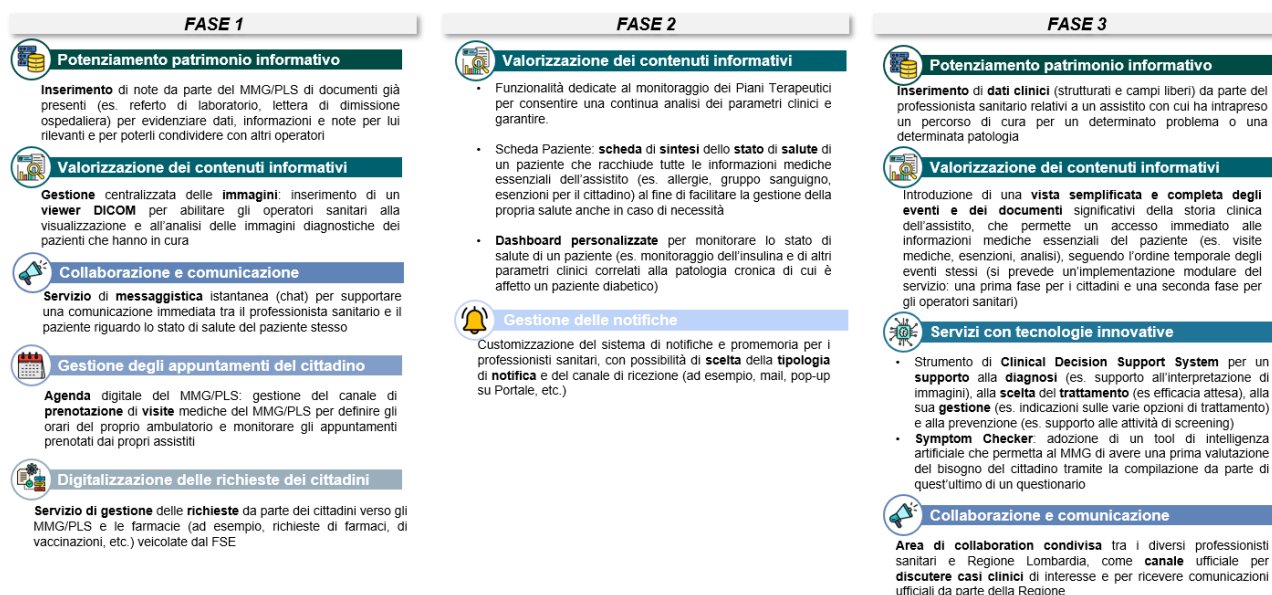 FASE 1
Potenziamento patrimonio informativo
Inserimento di note da parte del MMG/PLS di documenti già
presenti (es. referto di laboratorio, lettera di dimissione
ospedaliera) per evidenziare dati, informazioni e note per lui
rilevanti e per poterli condividere con altri operatori
Valorizzazione dei contenuti informativi
Gestione centralizzata delle immagini: inserimento di un
viewer DICOM per abilitare gli operatori sanitari alla
visualizzazione e all'analisi delle immagini diagnostiche dei
pazienti che hanno in cura
Collaborazione e comunicazione
Servizio di messaggistica istantanea (chat) per supportare
una comunicazione immediata tra il professionista sanitario e il
paziente riguardo lo stato di salute del paziente stesso
Gestione degli appuntamenti del cittadino
Agenda digitale del MMG/PLS: gestione del canale di
prenotazione di visite mediche del MMG/PLS per definire gli
orari del proprio ambulatorio e monitorare gli appuntamenti
prenotati dai propri assistiti
Digitalizzazione delle richieste dei cittadini
Servizio di gestione delle richieste da parte dei cittadini verso gli
MMG/PLS e le farmacie (ad esempio, richieste di farmaci, di
vaccinazioni, etc.) veicolate dal FSE
FASE 2
Valorizzazione dei contenuti informativi
• Funzionalità dedicate al monitoraggio dei Piani Terapeutici
per consentire una continua analisi dei parametri clinici e
garantire.
• Scheda Paziente: scheda di sintesi dello stato di salute di
un paziente che racchiude tutte le informazioni mediche
essenziali dell'assistito (es. allergie, gruppo sanguigno,
esenzioni per il cittadino) al fine di facilitare la gestione della
propria salute anche in caso di necessità
• Dashboard personalizzate per monitorare lo stato di
salute di un paziente (es. monitoraggio dell'insulina e di altri
parametri clinici correlati alla patologia cronica di cui è
affetto un paziente diabetico)
Gestione delle notifiche
Customizzazione del sistema di notifiche e promemoria per i
professionisti sanitari, con possibilità di scelta della tipologia
di notifica e del canale di ricezione (ad esempio, mail, pop-up
su Portale, etc.)
FASE 3
Potenziamento patrimonio informativo
Inserimento di dati clinici (strutturati e campi liberi) da parte del
professionista sanitario relativi a un assistito con cui ha intrapreso
un percorso di cura per un determinato problema o una
determinata patologia
Valorizzazione dei contenuti informativi
Introduzione di una vista semplificata e completa degli
eventi e dei documenti significativi della storia clinica
dell'assistito, che permette un accesso immediato alle
informazioni mediche essenziali del paziente (es. visite
mediche, esenzioni, analisi), seguendo l'ordine temporale degli
eventi stessi (si prevede un'implementazione modulare del
servizio: una prima fase per i cittadini e una seconda fase per
gli operatori sanitari)
Servizi con tecnologie innovative
• Strumento di Clinical Decision Support System per un
supporto alla diagnosi (es. supporto all'interpretazione di
immagini), alla scelta del trattamento (es efficacia attesa), alla
sua gestione (es. indicazioni sulle varie opzioni di trattamento)
e alla prevenzione (es. supporto alle attività di screening)
• Symptom Checker: adozione di un tool di intelligenza
artificiale che permetta al MMG di avere una prima valutazione
del bisogno del cittadino tramite la compilazione da parte di
quest'ultimo di un questionario
Collaborazione e comunicazione
Area di collaboration condivisa tra i diversi professionisti
sanitari e Regione Lombardia, come canale ufficiale per
discutere casi clinici di interesse e per ricevere comunicazioni
ufficiali da parte della Regione